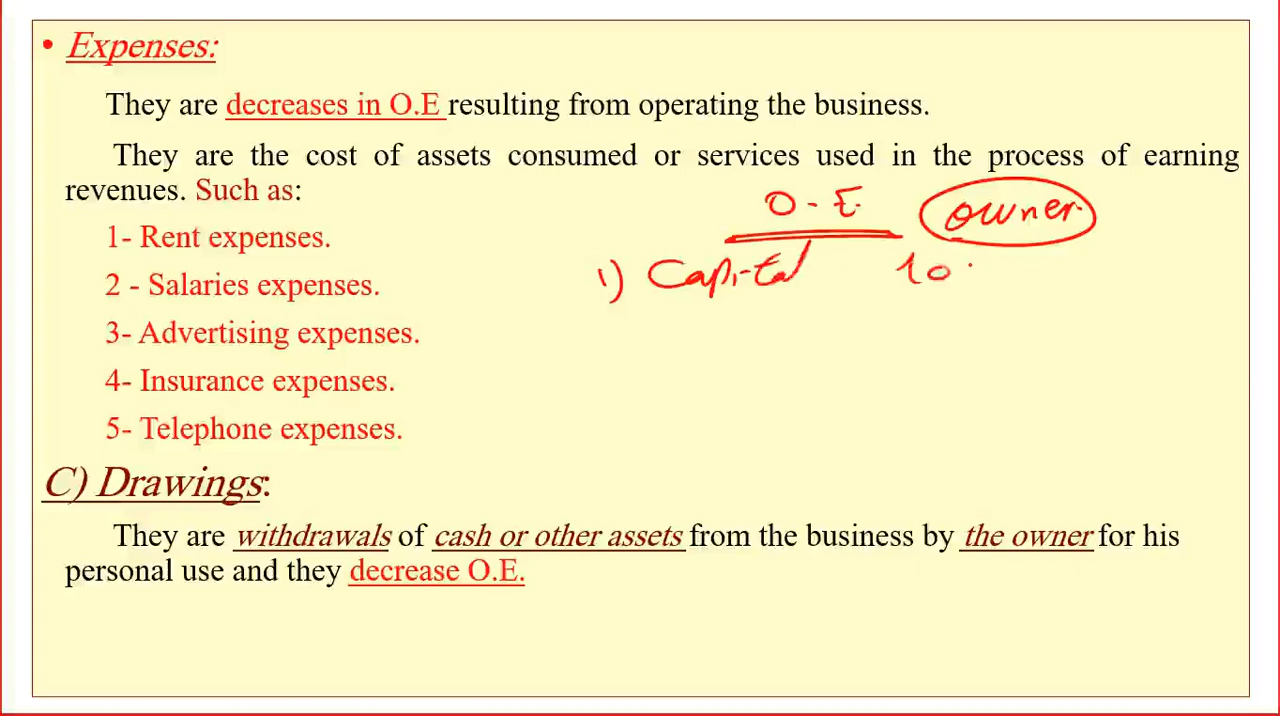 • Expenses:
They are decreases in O.E resulting from operating the business.
They are the cost of assets consumed or services used in the process of earning
revenues. Such as:
O - E.
owner
1- Rent expenses.
1) Capital 10.
2 - Salaries expenses.
3- Advertising expenses.
4- Insurance expenses.
5- Telephone expenses.
C) Drawings:
They are withdrawals of cash or other assets from the business by the owner for his
personal use and they decrease O.E.